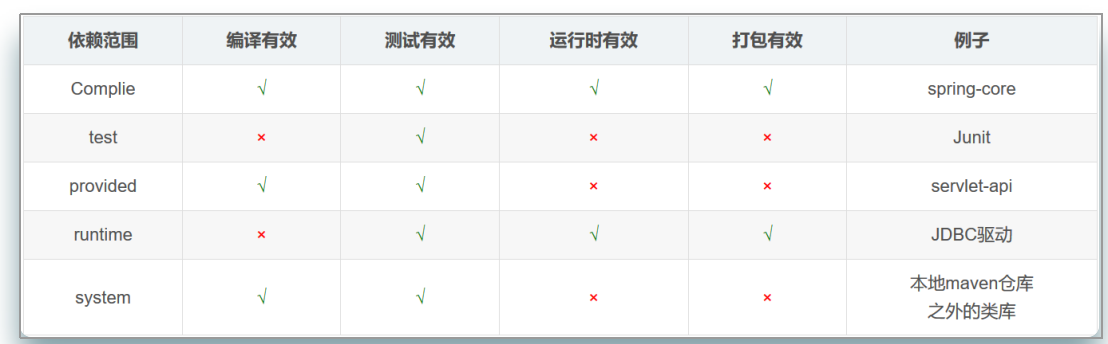 依赖范围 编译有效 测试有效 运行时有效 打包有效 例子
Complie √ √ √ √ spring-core
test × √ × × Junit
provided √ √ × × servlet-api
runtime × √ √ √ JDBC驱动
system √ √ × × 本地maven仓库
之外的类库